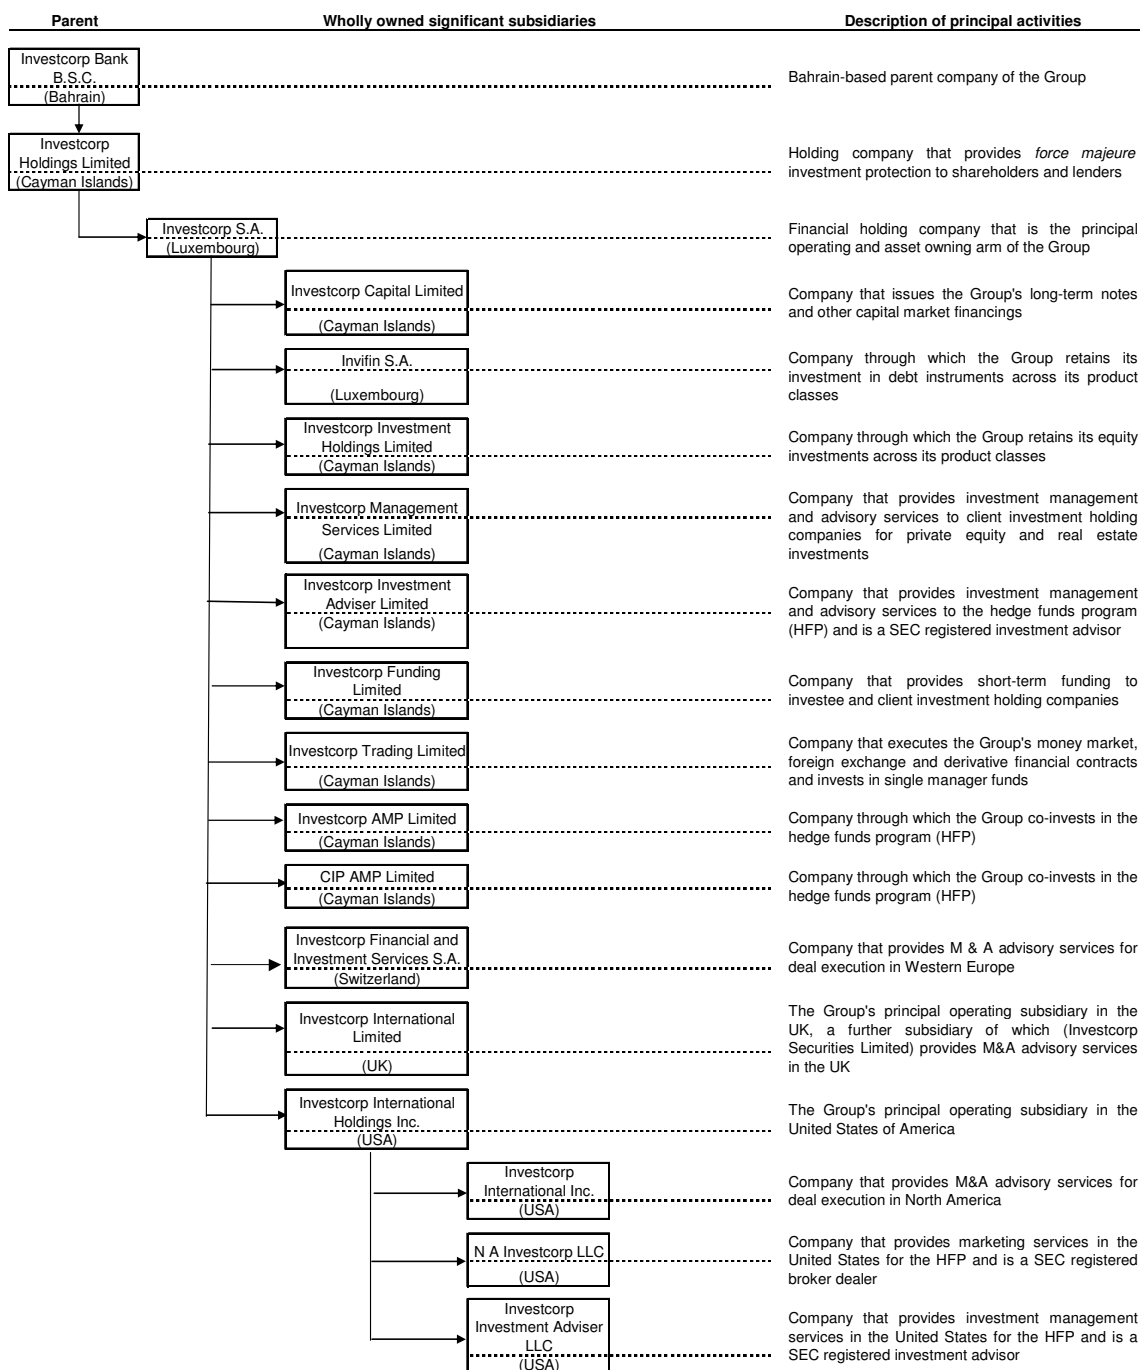 Parent Wholly owned significant subsidiaries Description of principal activities
Investcorp Bank
B.S.C.
(Bahrain)
Bahrain-based parent company of the Group
Investcorp
Holdings Limited
(Cayman Islands)
Holding company that provides force majeure
investment protection to shareholders and lenders
Investcorp S.A.
(Luxembourg)
Financial holding company that is the principal
operating and asset owning arm of the Group
Investcorp Capital Limited
(Cayman Islands)
Company that issues the Group's long-term notes
and other capital market financings
Invifin S.A.
(Luxembourg)
Company through which the Group retains its
investment in debt instruments across its product
classes
Investcorp Investment
Holdings Limited
(Cayman Islands)
Company through which the Group retains its equity
investments across its product classes
Investcorp Management
Services Limited
(Cayman Islands)
Company that provides investment management
and advisory services to client investment holding
companies for private equity and real estate
investments
Investcorp Investment
Adviser Limited
(Cayman Islands)
Company that provides investment management
and advisory services to the hedge funds program
(HFP) and is a SEC registered investment advisor
Investcorp Funding
Limited
(Cayman Islands)
Company that provides short-term funding to
investee and client investment holding companies
Investcorp Trading Limited
(Cayman Islands)
Company that executes the Group's money market,
foreign exchange and derivative financial contracts
and invests in single manager funds
Investcorp AMP Limited
(Cayman Islands)
Company through which the Group co-invests in the
hedge funds program (HFP)
CIP AMP Limited
(Cayman Islands)
Company through which the Group co-invests in the
hedge funds program (HFP)
Investcorp Financial and
Investment Services S.A.
(Switzerland)
Company that provides M & A advisory services for
deal execution in Western Europe
Investcorp International
Limited
(UK)
The Group's principal operating subsidiary in the
UK, a further subsidiary of which (Investcorp
Securities Limited) provides M&A advisory services
in the UK
Investcorp International
Holdings Inc.
(USA)
The Group's principal operating subsidiary in the
United States of America
Investcorp
International Inc.
(USA)
Company that provides M&A advisory services for
deal execution in North America
N A Investcorp LLC
(USA)
Company that provides marketing services in the
United States for the HFP and is a SEC registered
broker dealer
Investcorp
Investment Adviser
LLC
(USA)
Company that provides investment management
services in the United States for the HFP and is a
SEC registered investment advisor